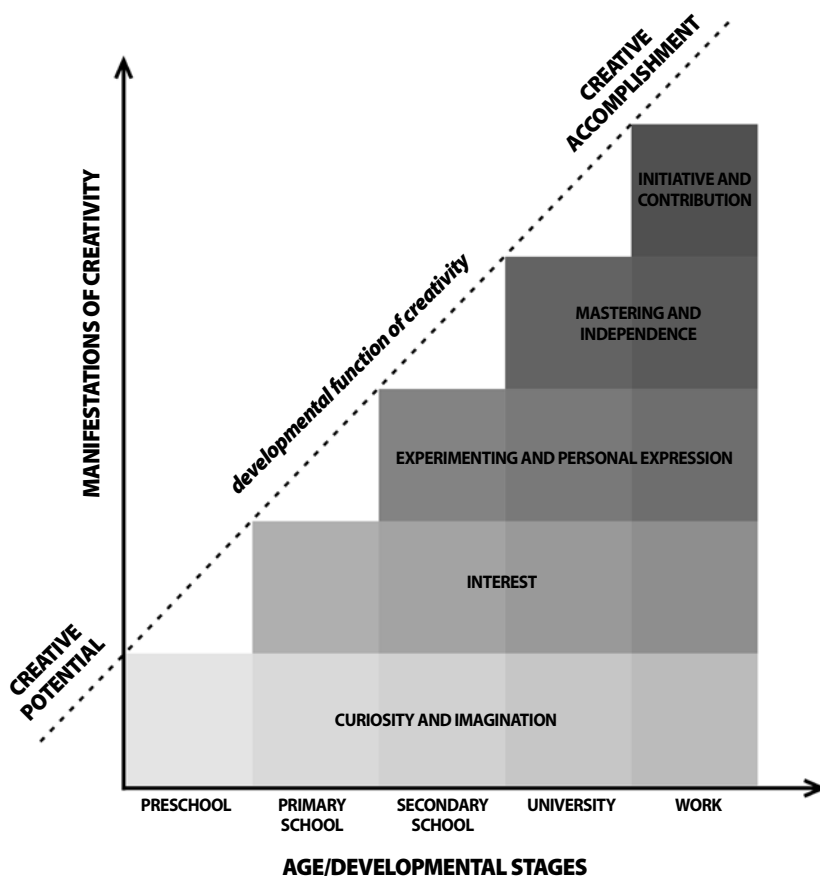 CREATIVE
ACCOMPLISHMENT
MANIFESTATIONS OF CREATIVITY
INITIATIVE AND
CONTRIBUTION
developmental function of creativity
MASTERING AND
INDEPENDENCE
EXPERIMENTING AND PERSONAL EXPRESSION
INTEREST
CREATIVE
POTENTIAL
CURIOSITY AND IMAGINATION
PRESCHOOL
PRIMARY
SCHOOL
SECONDARY
SCHOOL
UNIVERSITY
WORK
AGE/DEVELOPMENTAL STAGES